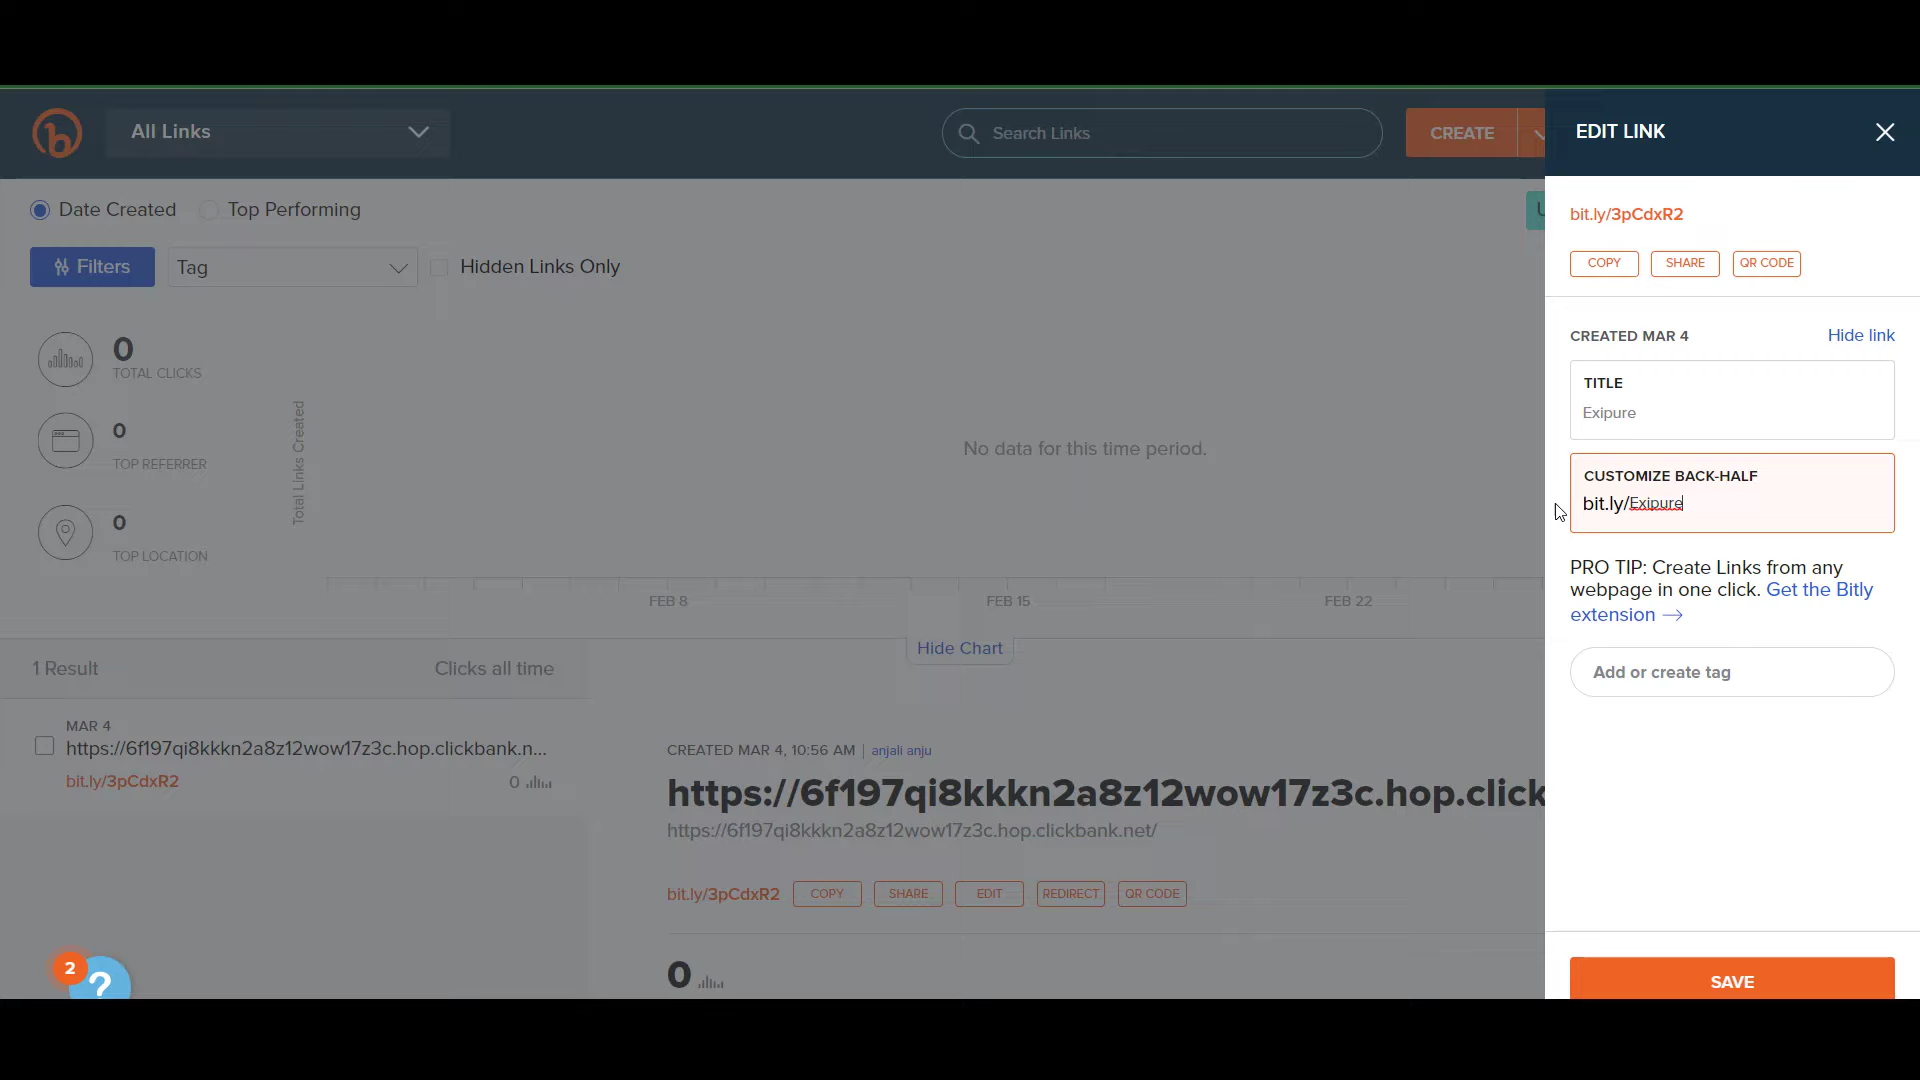 b
All Links
Search Links
CREATE
EDIT LINK
Date Created
Top Performing
bit.ly/3pCdxR2
Filters
Tag
Hidden Links Only
COPY
SHARE
QR CODE
CREATED MAR 4
Hide link
0
TOTAL CLICKS
TITLE
Exipure
0
TOP REFERRER
Total Links Created
No data for this time period.
CUSTOMIZE BACK-HALF
bit.ly/Exipure
0
TOP LOCATION
PRO TIP: Create Links from any
webpage in one click. Get the Bitly
extension →
FEB 8
FEB 15
FEB 22
Hide Chart
1 Result
Clicks all time
Add or create tag
MAR 4
https://6f197qi8kkkn2a8z12wow17z3c.hop.clickbank.n...
bit.ly/3pCdxR2
0
CREATED MAR 4, 10:56 AM | anjali anju
https://6f197qi8kkkn2a8z12wow17z3c.hop.click
https://6f197qi8kkkn2a8z12wow17z3c.hop.clickbank.net/
bit.ly/3pCdxR2
COPY
SHARE
EDIT
REDIRECT
QR CODE
0
2
?
SAVE